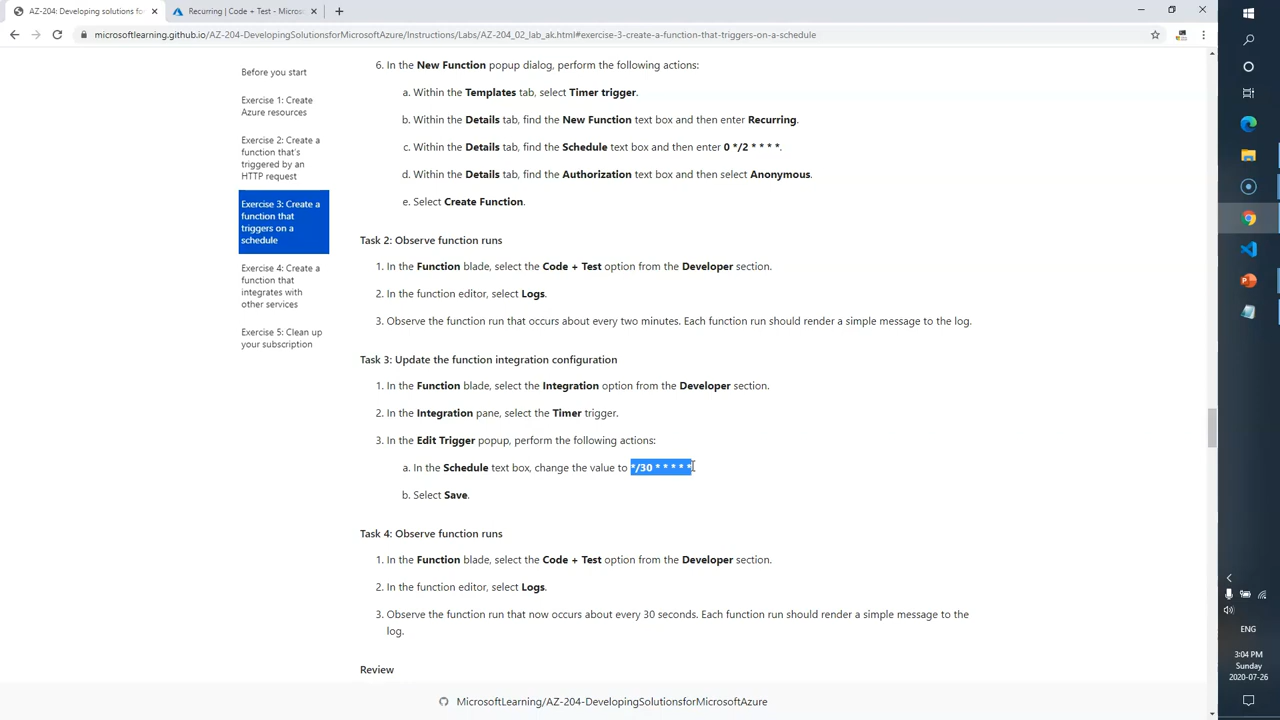 AZ-204: Developing solutions fo
Recurring | Code + Test - Micros
microsoftlearning.github.io/AZ-204-DevelopingSolutionsforMicrosoftAzure/Instructions/Labs/AZ_204_02_lab_ak.html#exercise-3-create-a-function-that-triggers-on-a-schedule
Before you start
Exercise 1: Create
Azure resources
Exercise 2: Create a
function that's
triggered by an
HTTP request
Exercise 3: Create a
function that
triggers on a
schedule
Exercise 4: Create a
function that
integrates with
other services
Exercise 5: Clean up
your subscription
6. In the New Function popup dialog, perform the following actions:
a. Within the Templates tab, select Timer trigger.
b. Within the Details tab, find the New Function text box and then enter Recurring.
c. Within the Details tab, find the Schedule text box and then enter 0 */2 * * * *.
d. Within the Details tab, find the Authorization text box and then select Anonymous.
e. Select Create Function.
Task 2: Observe function runs
1. In the Function blade, select the Code + Test option from the Developer section.
2. In the function editor, select Logs.
3. Observe the function run that occurs about every two minutes. Each function run should render a simple message to the log.
Task 3: Update the function integration configuration
1. In the Function blade, select the Integration option from the Developer section.
2. In the Integration pane, select the Timer trigger.
3. In the Edit Trigger popup, perform the following actions:
a. In the Schedule text box, change the value to */30 * * * * *
b. Select Save.
Task 4: Observe function runs
1. In the Function blade, select the Code + Test option from the Developer section.
2. In the function editor, select Logs.
3. Observe the function run that now occurs about every 30 seconds. Each function run should render a simple message to the
log.
Review
MicrosoftLearning/AZ-204-DevelopingSolutionsforMicrosoftAzure
ENG
3:04 PM
Sunday
2020-07-26